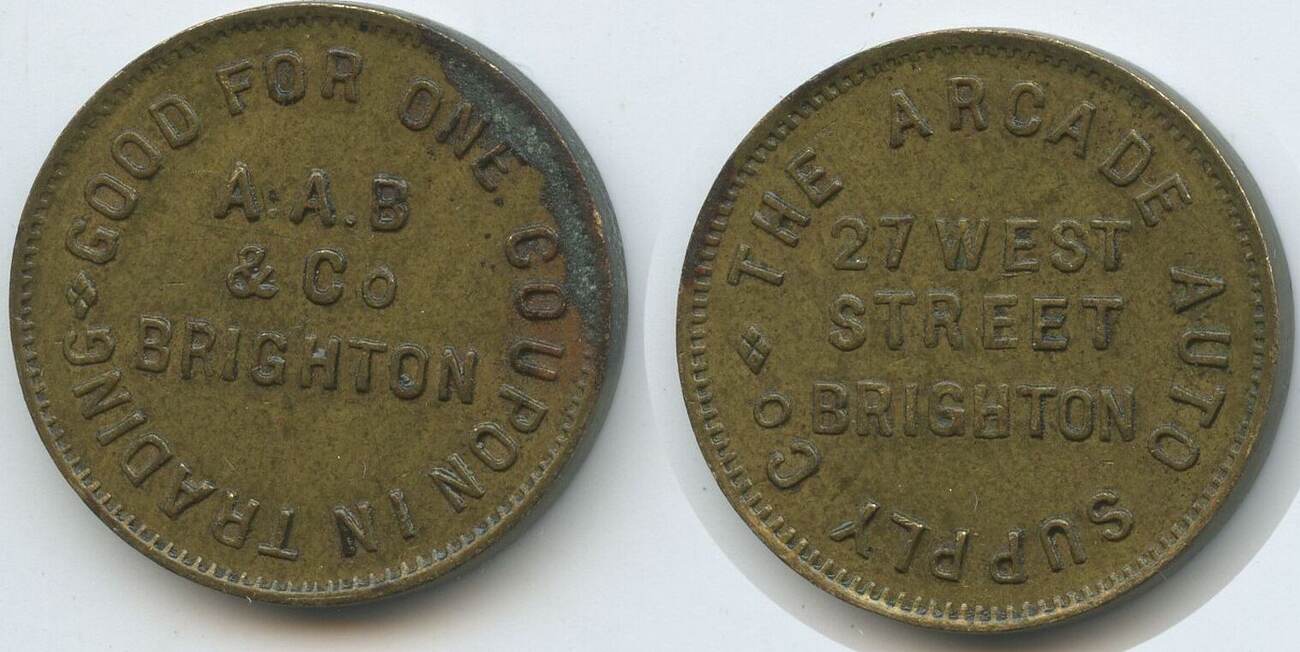 GOOD FOR ONE COUPON IN TRADING
A.A.B
& Co
BRIGHTON
THE ARCADE AUTO SUPPLY Co
27 WEST
STREET
BRIGHTON